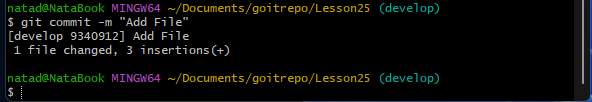 natad@NataBook MINGW64 ~/Documents/goitrepo/Lesson25 (develop)
$ git commit -m "Add File"
[develop 9340912] Add File
 1 file changed, 3 insertions(+)
natad@NataBook MINGW64 ~/Documents/goitrepo/Lesson25 (develop)
$